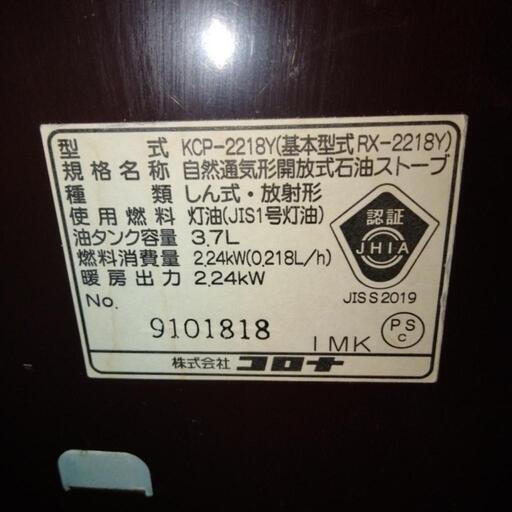 型式 KCP-2218Y(基本型式RX-2218Y)
規格名称 自然通気形開放式石油ストーブ
種類 しん式・放射形
使用燃料 灯油(JIS1号灯油)
油タンク容量 3.7L
燃料消費量 2.24kW(0.218L/h)
暖房出力 2.24kW
No.
9101818
認証
JHIA
JIS S 2019
1MK
PS
C
株式会社 コロナ